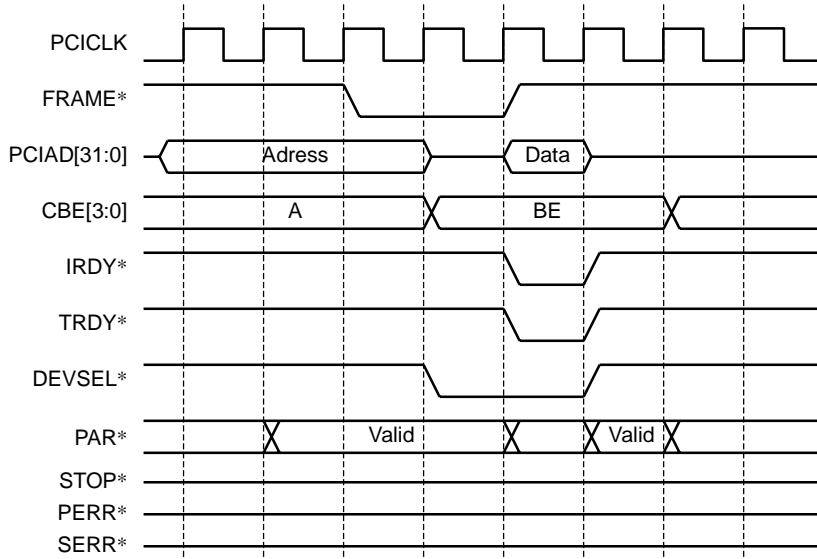 PCICLK
FRAME*
PCIAD[31:0] Adress Data
CBE[3:0] A BE
IRDY*
TRDY*
DEVSEL*
PAR* Valid Valid
STOP*
PERR*
SERR*